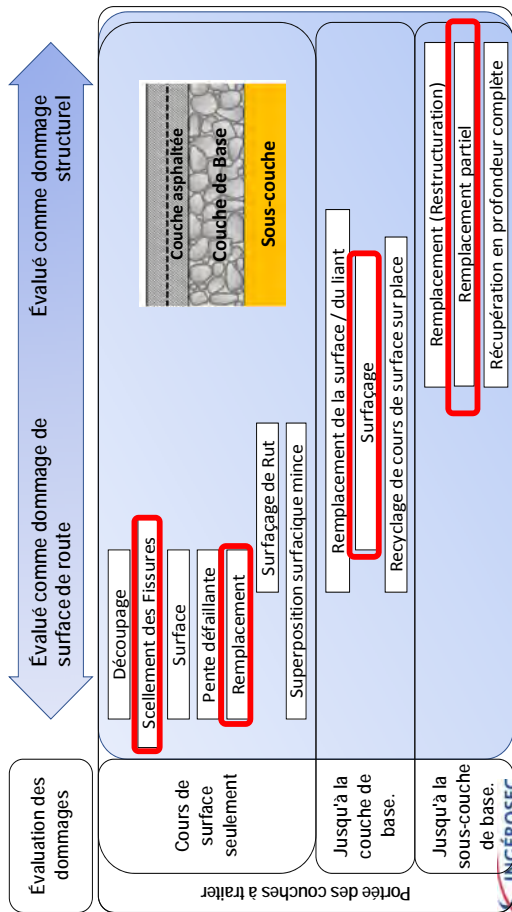 Évaluation des
dommages
Évalué comme dommage de
surface de route
Évalué comme dommage
structurel
Portée des couches à traiter
Cours de
surface
seulement
Découpage
Scellement des Fissures
Surface
Pente défaillante
Remplacement
Surfaçage de Rut
Superposition surfacique mince
Couche asphaltée
Couche de Base
Sous-couche
Jusqu'à la
couche de
base.
Remplacement de la surface / du liant
Surfaçage
Recyclage de cours de surface sur place
Jusqu'à la
sous-couche
de base.
Remplacement (Restructuration)
Remplacement partiel
Récupération en profondeur complète
INGÉROSEC